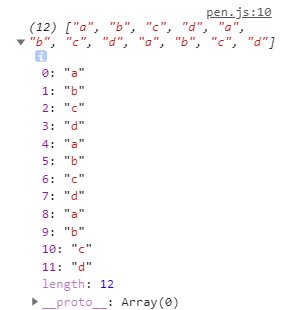 pen.js:10
(12) ["a", "b", "c", "d", "a",
▼ "b", "c", "d", "a", "b", "c", "d"]
i
0: "a"
1: "b"
2: "c"
3: "d"
4: "a"
5: "b"
6: "c"
7: "d"
8: "a"
9: "b"
10: "c"
11: "d"
length: 12
▶ __proto__: Array(0)